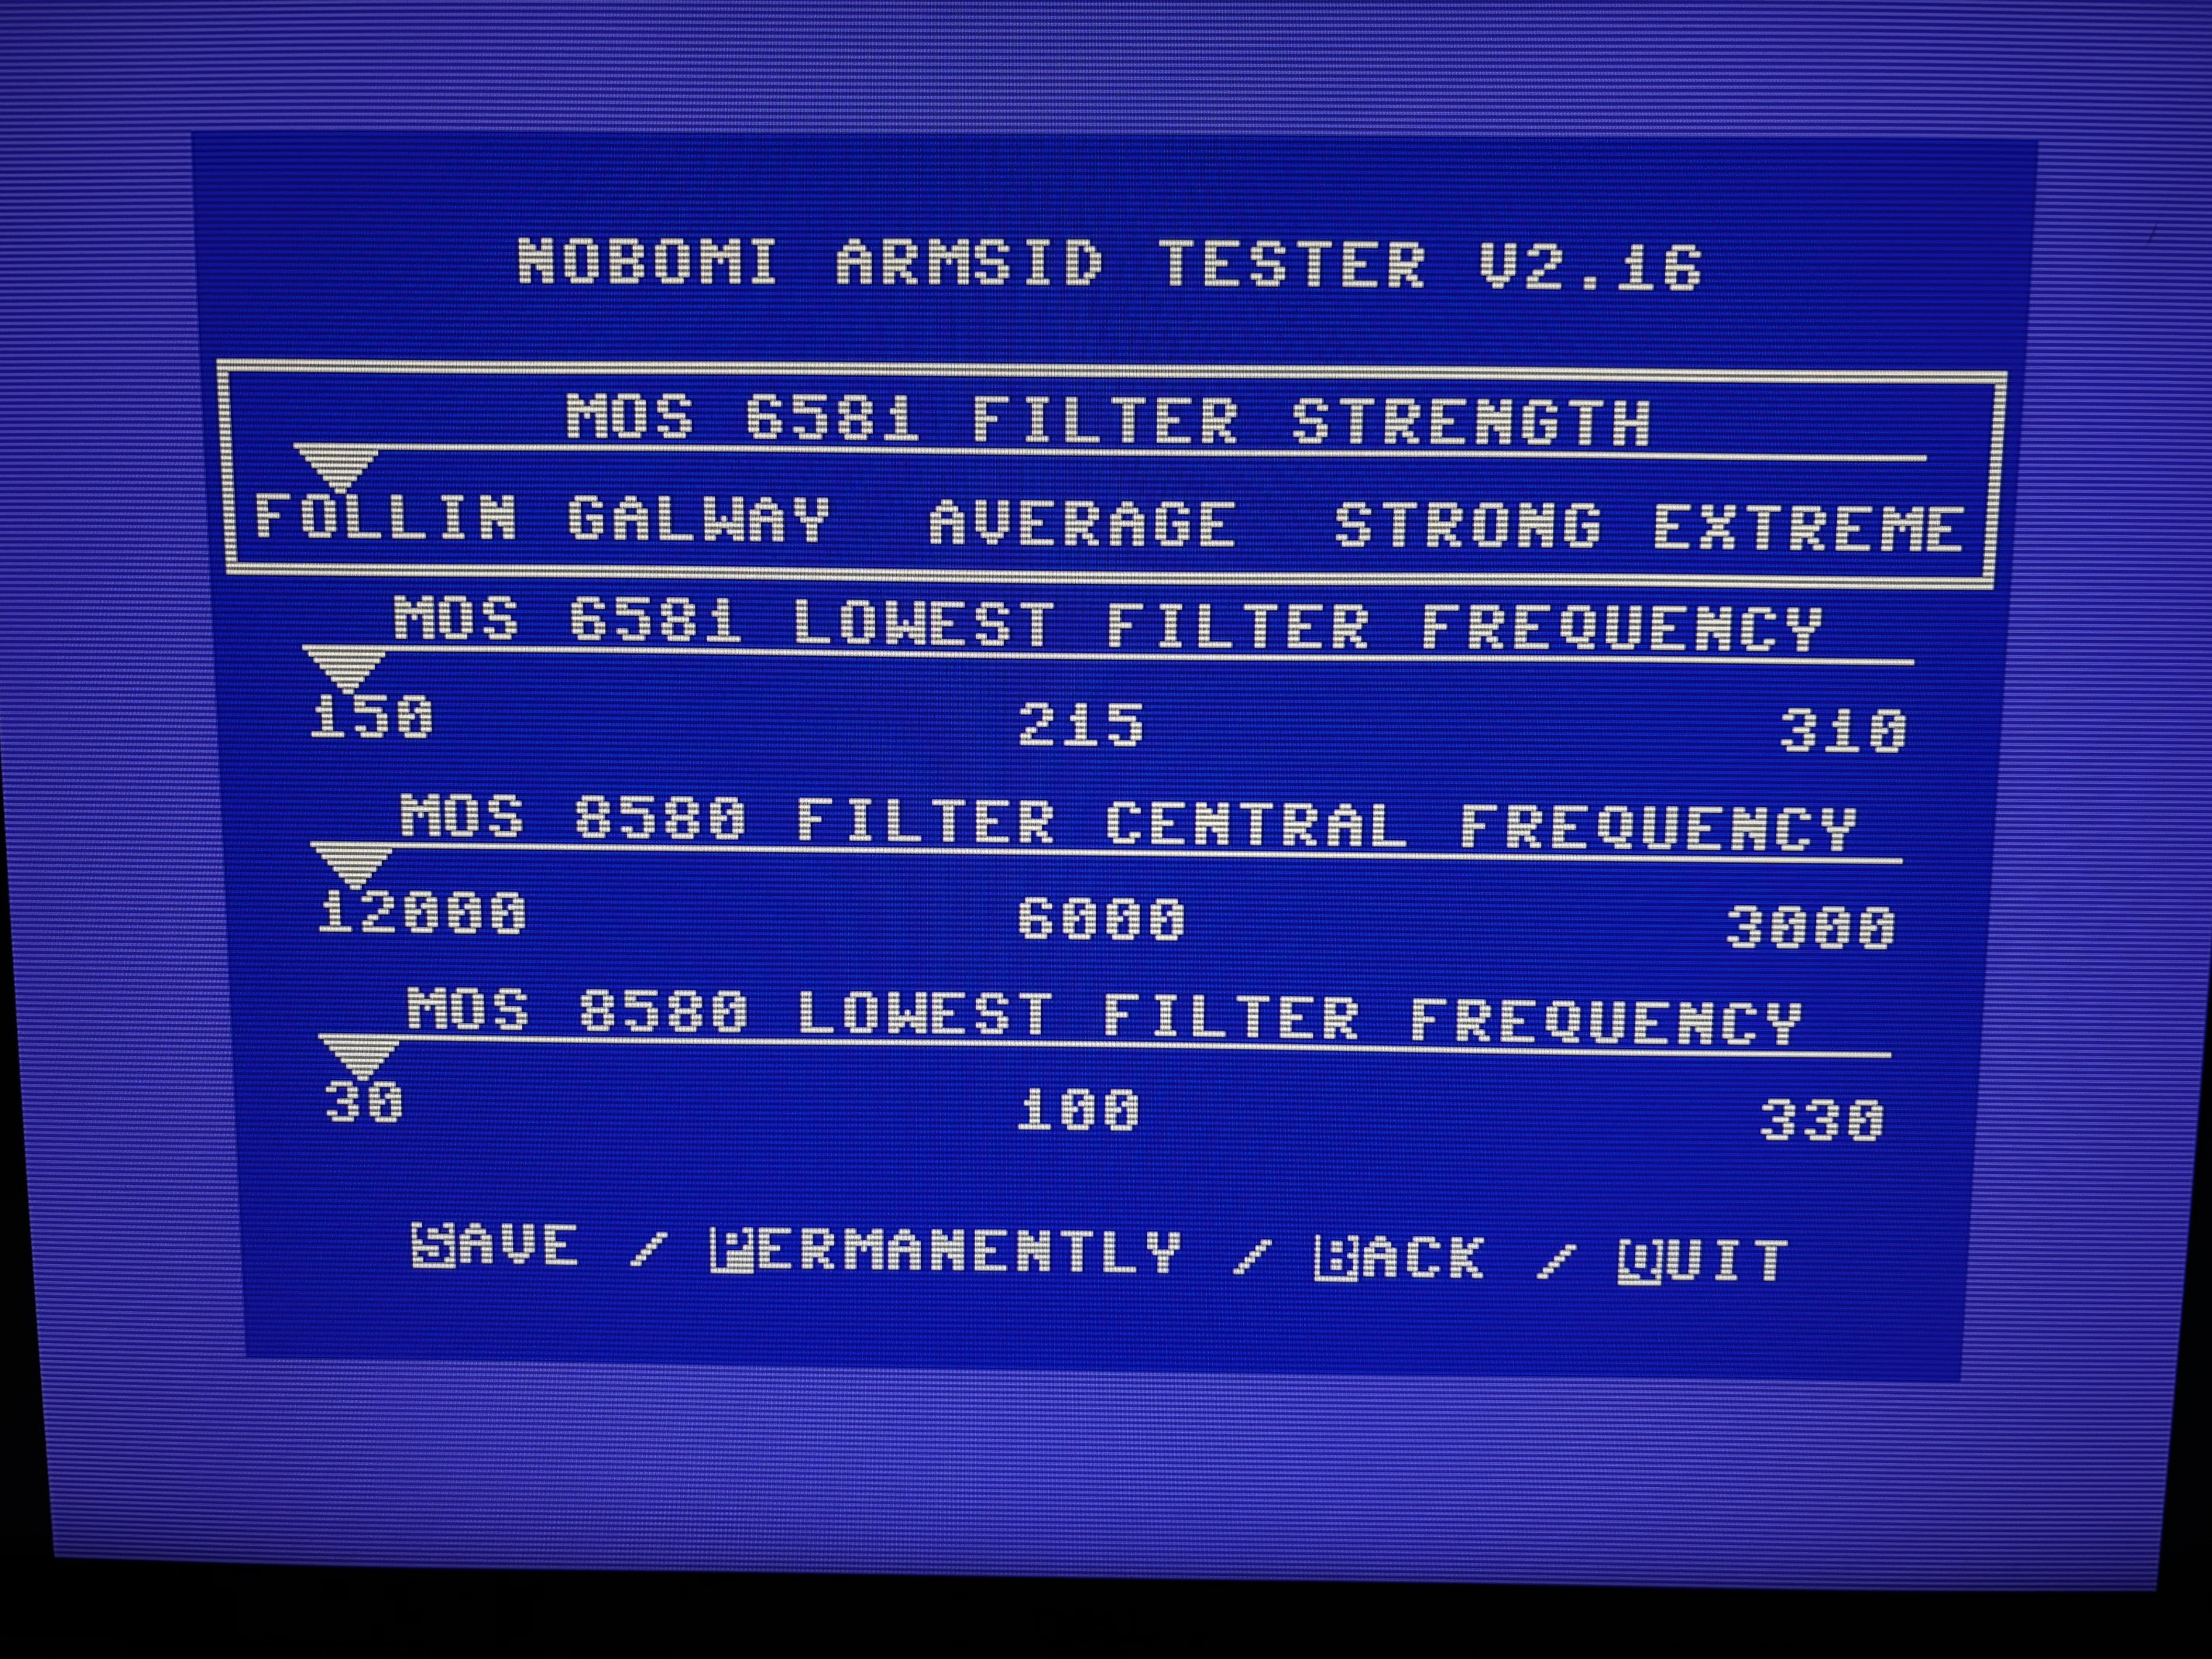 NOBOMI ARMSID TESTER V2.16
MOS 6581 FILTER STRENGTH
FOLLIN GALWAY AVERAGE STRONG EXTREME
MOS 6581 LOWEST FILTER FREQUENCY
150 215 310
MOS 8580 FILTER CENTRAL FREQUENCY
12000 6000 3000
MOS 8580 LOWEST FILTER FREQUENCY
30 100 330
SAVE / PERMANENTLY / BACK / QUIT